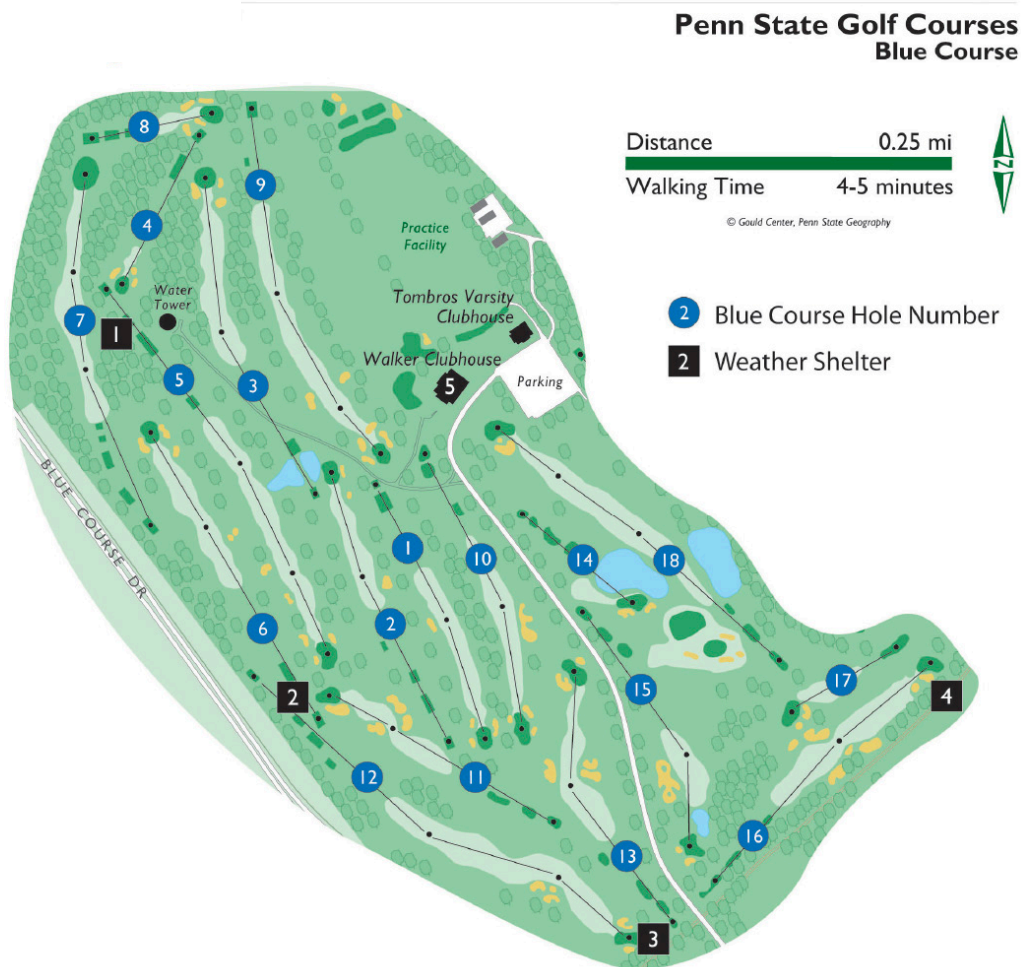 Penn State Golf Courses
Blue Course
Distance 0.25 mi
Walking Time 4-5 minutes
N
© Gould Center, Penn State Geography
2 Blue Course Hole Number
2 Weather Shelter
8
9
4
Practice
Facility
Water
Tower
Tombros Varsity
Clubhouse
7
1
Walker Clubhouse
5
3
5
Parking
BLUE COURSE DR
1
10
14
18
6
2
2
15
17
4
12
11
16
13
3